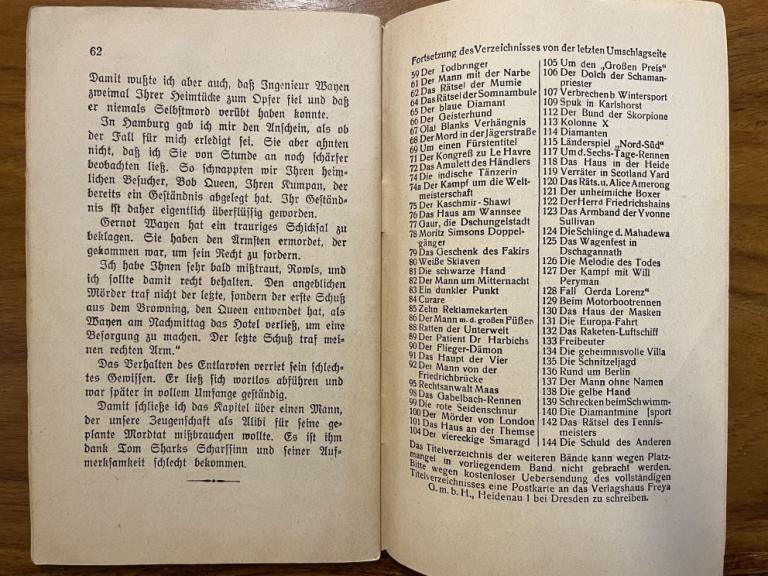 62
Damit wußte ich aber auch, daß Ingenieur Wayen
zweimal Ihrer Heimtücke zum Opfer fiel und daß
er niemals Selbstmord verübt haben konnte.
In Hamburg gab ich mir den Anschein, als ob
der Fall für mich erledigt sei. Sie aber ahnten
nicht, daß ich Sie von Stunde an noch schärfer
beobachten ließ. So schnappten wir Ihren heim-
lichen Besucher, Bob Queen, Ihren Kumpan, der
bereits ein Geständnis abgelegt hat. Ihr Geständ-
nis ist daher eigentlich überflüssig geworden.
Gernot Wayen hat ein trauriges Schicksal zu
beklagen. Sie haben den Ärmsten ermordet, der
gekommen war, um sein Recht zu fordern.
Ich habe Ihnen sehr bald mißtraut, Rowls, und
ich sollte damit recht behalten. Den angeblichen
Mörder traf nicht der letzte, sondern der erste Schuß
aus dem Browning, den Queen entwendet hat, als
Wayen am Nachmittag das Hotel verließ, um eine
Besorgung zu machen. Der letzte Schuß traf mei-
nen rechten Arm.“
Das Verhalten des Entlarvten verriet sein schlech-
tes Gewissen. Er ließ sich wortlos abführen und
war später in vollem Umfange geständig.
Damit schließe ich das Kapitel über einen Mann,
der unsere Zeugenschaft als Alibi für seine ge-
plante Mordtat mißbrauchen wollte. Es ist ihm
dank Tom Sharks Scharfsinn und seiner Auf-
merksamkeit schlecht bekommen.
Fortsetzung des Verzeichnisses von der letzten Umschlagseite
59 Der Todbringer
61 Der Mann mit der Narbe
62 Das Rätsel der Mumie
64 Das Rätsel der Somnambule
65 Der blaue Diamant
66 Der Geisterhund
67 Olaf Blanks Verhängnis
68 Der Mord in der Jägerstraße
69 Um einen Fürstentitel
71 Der Kongreß zu Le Havre
72 Das Amulett des Händlers
74 Die indische Tänzerin
74a Der Kampf um die Welt-
meisterschaft
75 Der Kaschmir-Shawl
76 Das Haus am Wannsee
77 Gaur, die Dschungelstadt
78 Moritz Simsons Doppel-
gänger
79 Das Geschenk des Fakirs
80 Weiße Sklaven
81 Die schwarze Hand
82 Der Mann um Mitternacht
83 Ein dunkler Punkt
84 Curare
85 Zehn Reklamekarten
86 Der Mann m. d. großen Füßen
88 Ratten der Unterwelt
89 Der Patient Dr Harbichs
90 Der Flieger-Dämon
91 Das Haupt der Vier
92 Der Mann von der
Friedrichbrücke
95 Rechtsanwalt Maas
98 Das Gabelbach-Rennen
99 Die rote Seidenschnur
100 Der Mörder von London
101 Das Haus an der Themse
104 Der viereckige Smaragd
105 Um den „Großen Preis“
106 Der Dolch der Schaman-
priester
107 Verbrechen b. Wintersport
109 Spuk in Karlshorst
112 Der Bund der Skorpione
113 Kolonne X
114 Diamanten
115 Länderspiel „Nord-Süd“
117 Um d. Sechs-Tage-Rennen
118 Das Haus in der Heide
119 Verräter in Scotland Yard
120 Das Räts. u. Alice Amerong
121 Der unheimliche Boxer
122 Der Herr d Friedrichshains
123 Das Armband der Yvonne
Sullivan
124 Die Schlinge d. Mahadewa
125 Das Wagenfest in
Dschagannath
126 Die Melodie des Todes
127 Der Kampf mit Will
Peryman
128 Fall „Gerda Lorenz“
129 Beim Motorbootrennen
130 Das Haus der Masken
131 Die Europa-Fahrt
132 Das Raketen-Luftschiff
133 Freibeuter
134 Die geheimnisvolle Villa
135 Die Schnitzeljagd
136 Rund um Berlin
137 Der Mann ohne Namen
138 Die gelbe Hand
139 Schrecken beim Schwimm-
140 Die Diamantmine [sport
142 Das Rätsel des Tennis-
meisters
144 Die Schuld des Anderen
Das Titelverzeichnis der weiteren Bände kann wegen Platz-
mangel in vorliegendem Band nicht gebracht werden.
Bitte wegen kostenloser Uebersendung des vollständigen
Titelverzeichnisses eine Postkarte an das Verlagshaus Freya
G. m. b. H., Heidenau 1 bei Dresden zu schreiben.